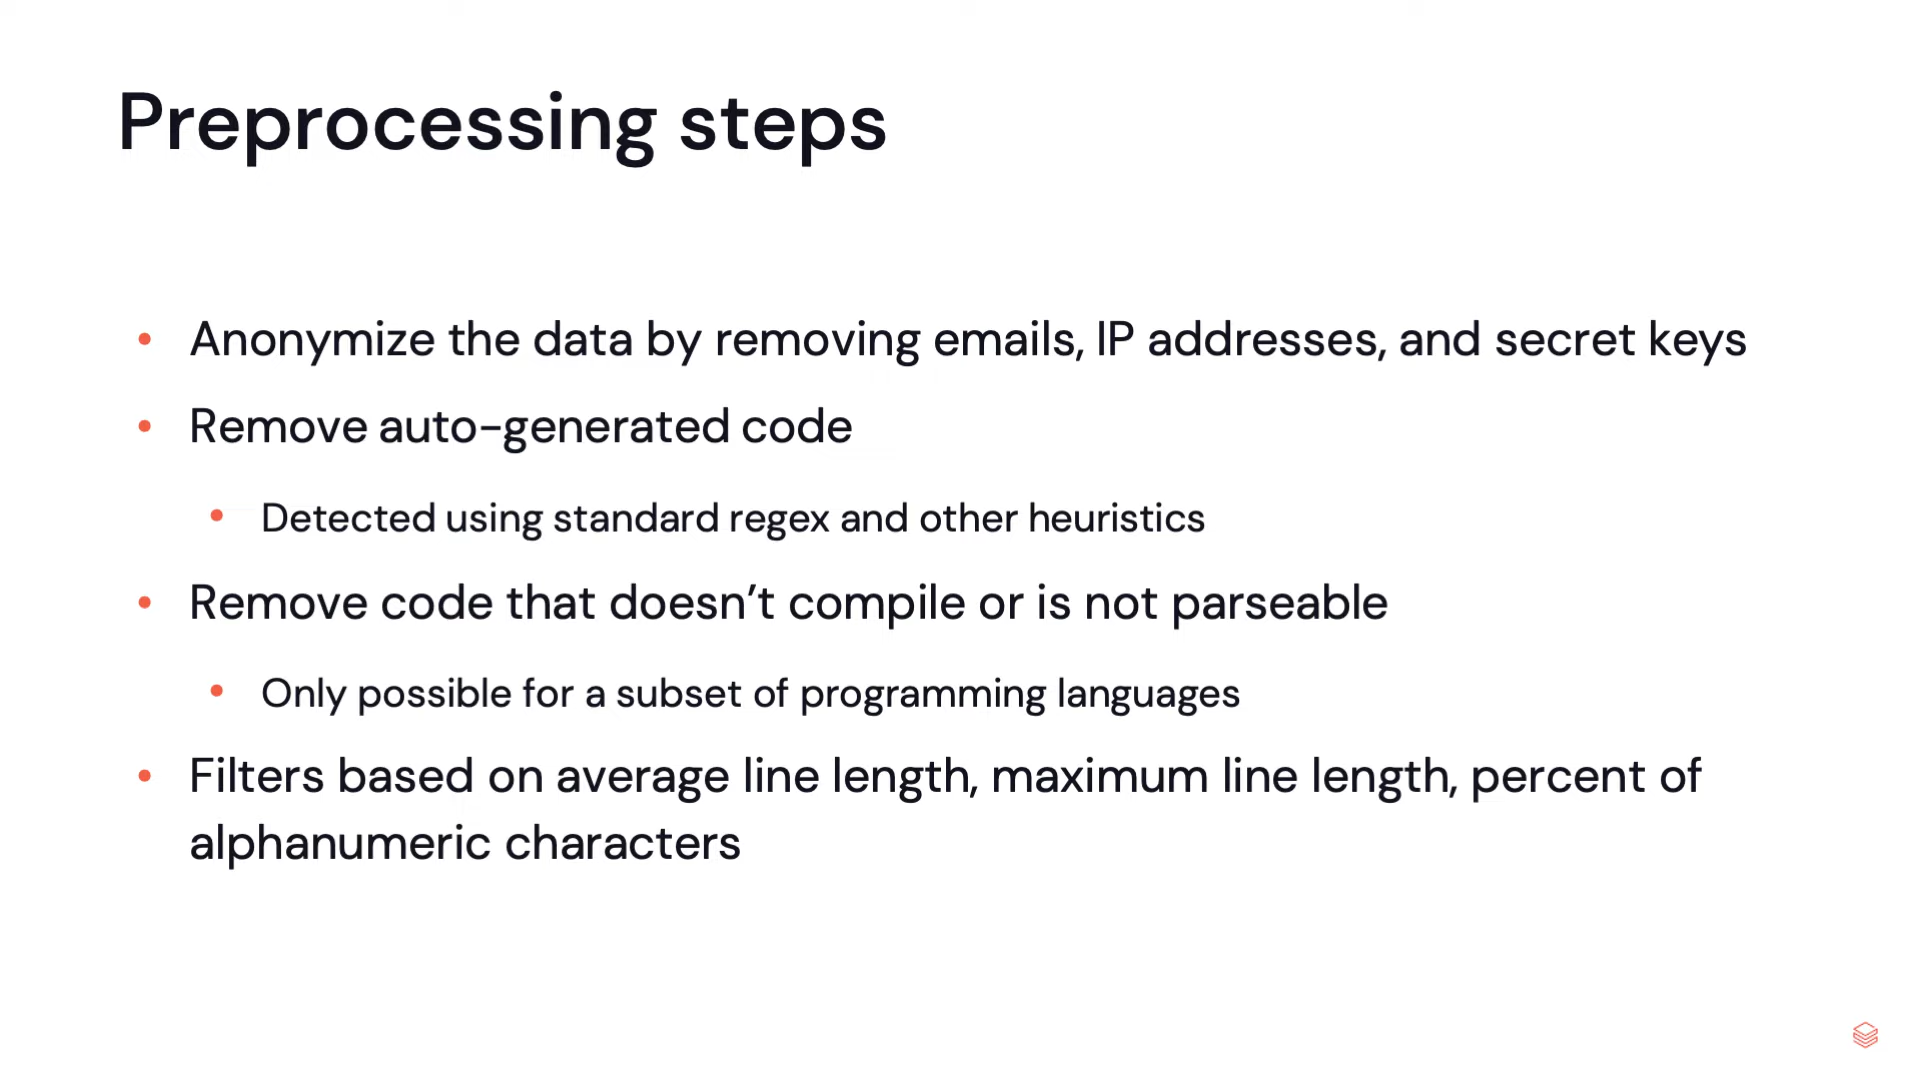 Preprocessing steps
• Anonymize the data by removing emails, IP addresses, and secret keys
• Remove auto-generated code
• Detected using standard regex and other heuristics
• Remove code that doesn’t compile or is not parseable
• Only possible for a subset of programming languages
• Filters based on average line length, maximum line length, percent of
alphanumeric characters